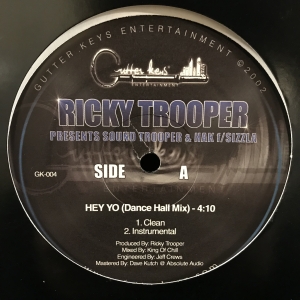 GUTTER KEYS ENTERTAINMENT ©2002
Gutter keys
ENTERTAINMENT
RICKY TROOPER
PRESENTS SOUND TROOPER & HAK f/SIZZLA
GK-004
SIDE A
HEY YO (Dance Hall Mix) - 4:10
1. Clean
2. Instrumental
Produced By: Ricky Trooper
Mixed By: King Of Chill
Engineered By: Jeff Crews
Mastered By: Dave Kutch @ Absolute Audio